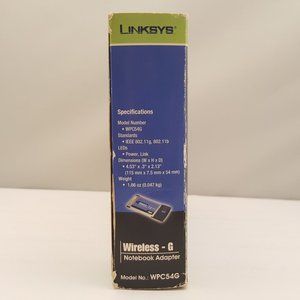 LINKSYS®
Specifications
Model Number
• WPC54G
Standards
• IEEE 802.11g, 802.11b
LEDs
• Power, Link
Dimensions (W x H x D)
• 4.53" x .3" x 2.13"
(115 mm x 7.5 mm x 54 mm)
Weight
• 1.66 oz (0.047 kg)
Wireless - G
Notebook Adapter
Model No.: WPC54G